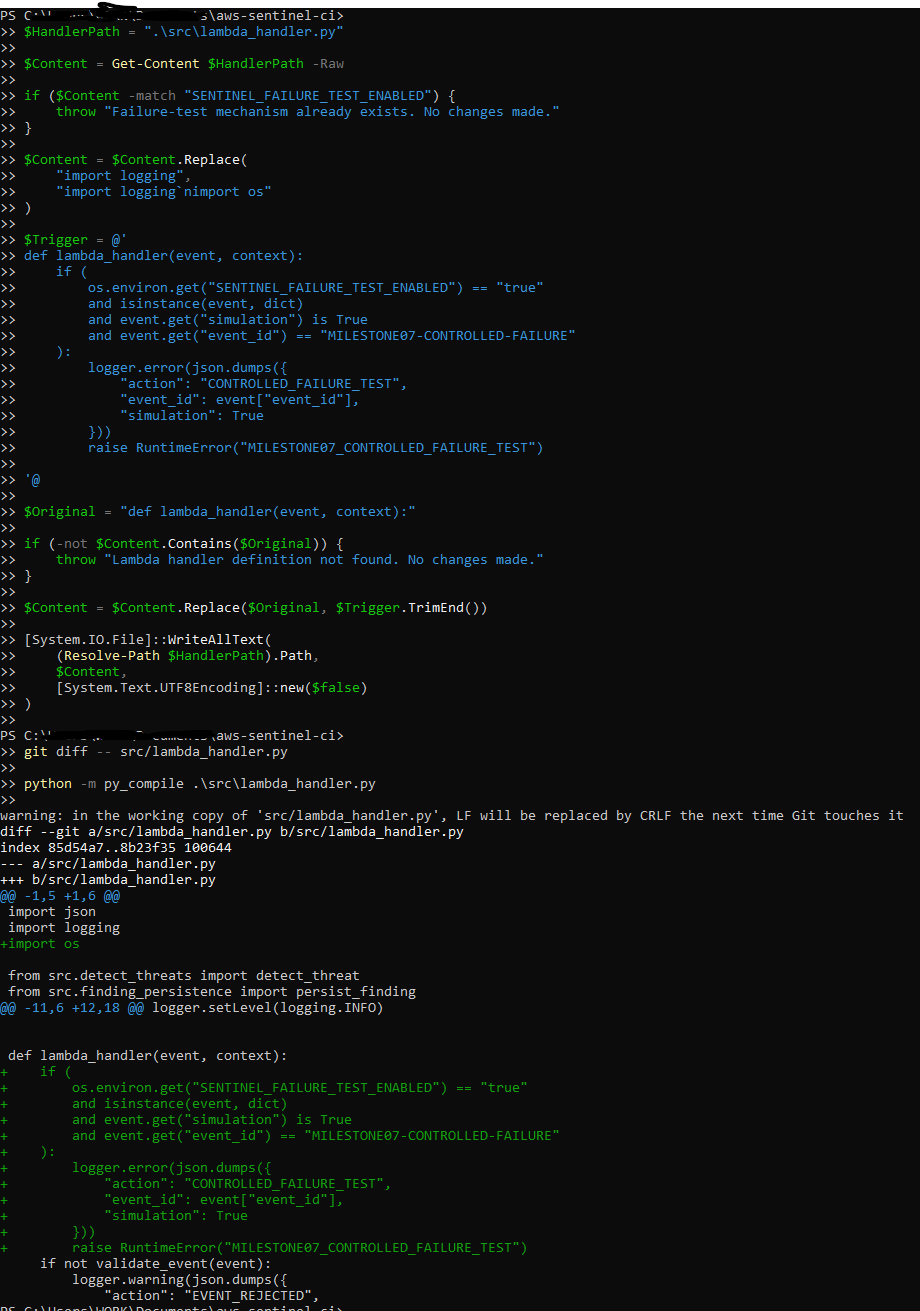 PS C:\ s\aws-sentinel-ci>
>> $HandlerPath = ".\src\lambda_handler.py"
>>
>> $Content = Get-Content $HandlerPath -Raw
>>
>> if ($Content -match "SENTINEL_FAILURE_TEST_ENABLED") {
>>     throw "Failure-test mechanism already exists. No changes made."
>> }
>>
>> $Content = $Content.Replace(
>>     "import logging",
>>     "import logging`nimport os"
>> )
>>
>> $Trigger = @'
>> def lambda_handler(event, context):
>>     if (
>>         os.environ.get("SENTINEL_FAILURE_TEST_ENABLED") == "true"
>>         and isinstance(event, dict)
>>         and event.get("simulation") is True
>>         and event.get("event_id") == "MILESTONE07-CONTROLLED-FAILURE"
>>     ):
>>         logger.error(json.dumps({
>>             "action": "CONTROLLED_FAILURE_TEST",
>>             "event_id": event["event_id"],
>>             "simulation": True
>>         }))
>>         raise RuntimeError("MILESTONE07_CONTROLLED_FAILURE_TEST")
>>
>> '@
>>
>> $Original = "def lambda_handler(event, context):"
>>
>> if (-not $Content.Contains($Original)) {
>>     throw "Lambda handler definition not found. No changes made."
>> }
>>
>> $Content = $Content.Replace($Original, $Trigger.TrimEnd())
>>
>> [System.IO.File]::WriteAllText(
>>     (Resolve-Path $HandlerPath).Path,
>>     $Content,
>>     [System.Text.UTF8Encoding]::new($false)
>> )
>>
PS C:\ \aws-sentinel-ci>
>> git diff -- src/lambda_handler.py
>>
>> python -m py_compile .\src\lambda_handler.py
>>
warning: in the working copy of 'src/lambda_handler.py', LF will be replaced by CRLF the next time Git touches it
diff --git a/src/lambda_handler.py b/src/lambda_handler.py
index 85d54a7..8b23f35 100644
--- a/src/lambda_handler.py
+++ b/src/lambda_handler.py
@@ -1,5 +1,6 @@
 import json
 import logging
+import os

 from src.detect_threats import detect_threat
 from src.finding_persistence import persist_finding
@@ -11,6 +12,18 @@ logger.setLevel(logging.INFO)


 def lambda_handler(event, context):
+    if (
+        os.environ.get("SENTINEL_FAILURE_TEST_ENABLED") == "true"
+        and isinstance(event, dict)
+        and event.get("simulation") is True
+        and event.get("event_id") == "MILESTONE07-CONTROLLED-FAILURE"
+    ):
+        logger.error(json.dumps({
+            "action": "CONTROLLED_FAILURE_TEST",
+            "event_id": event["event_id"],
+            "simulation": True
+        }))
+        raise RuntimeError("MILESTONE07_CONTROLLED_FAILURE_TEST")
     if not validate_event(event):
         logger.warning(json.dumps({
             "action": "EVENT_REJECTED",
PS C:\Users\WORK\Documents\aws-sentinel-ci>